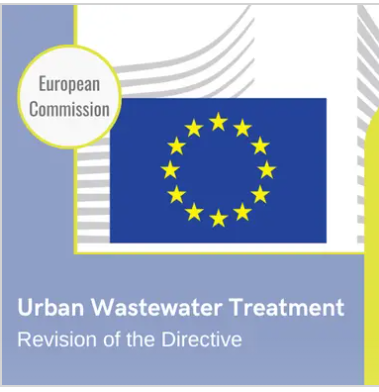 European
Commission
Urban Wastewater Treatment
Revision of the Directive